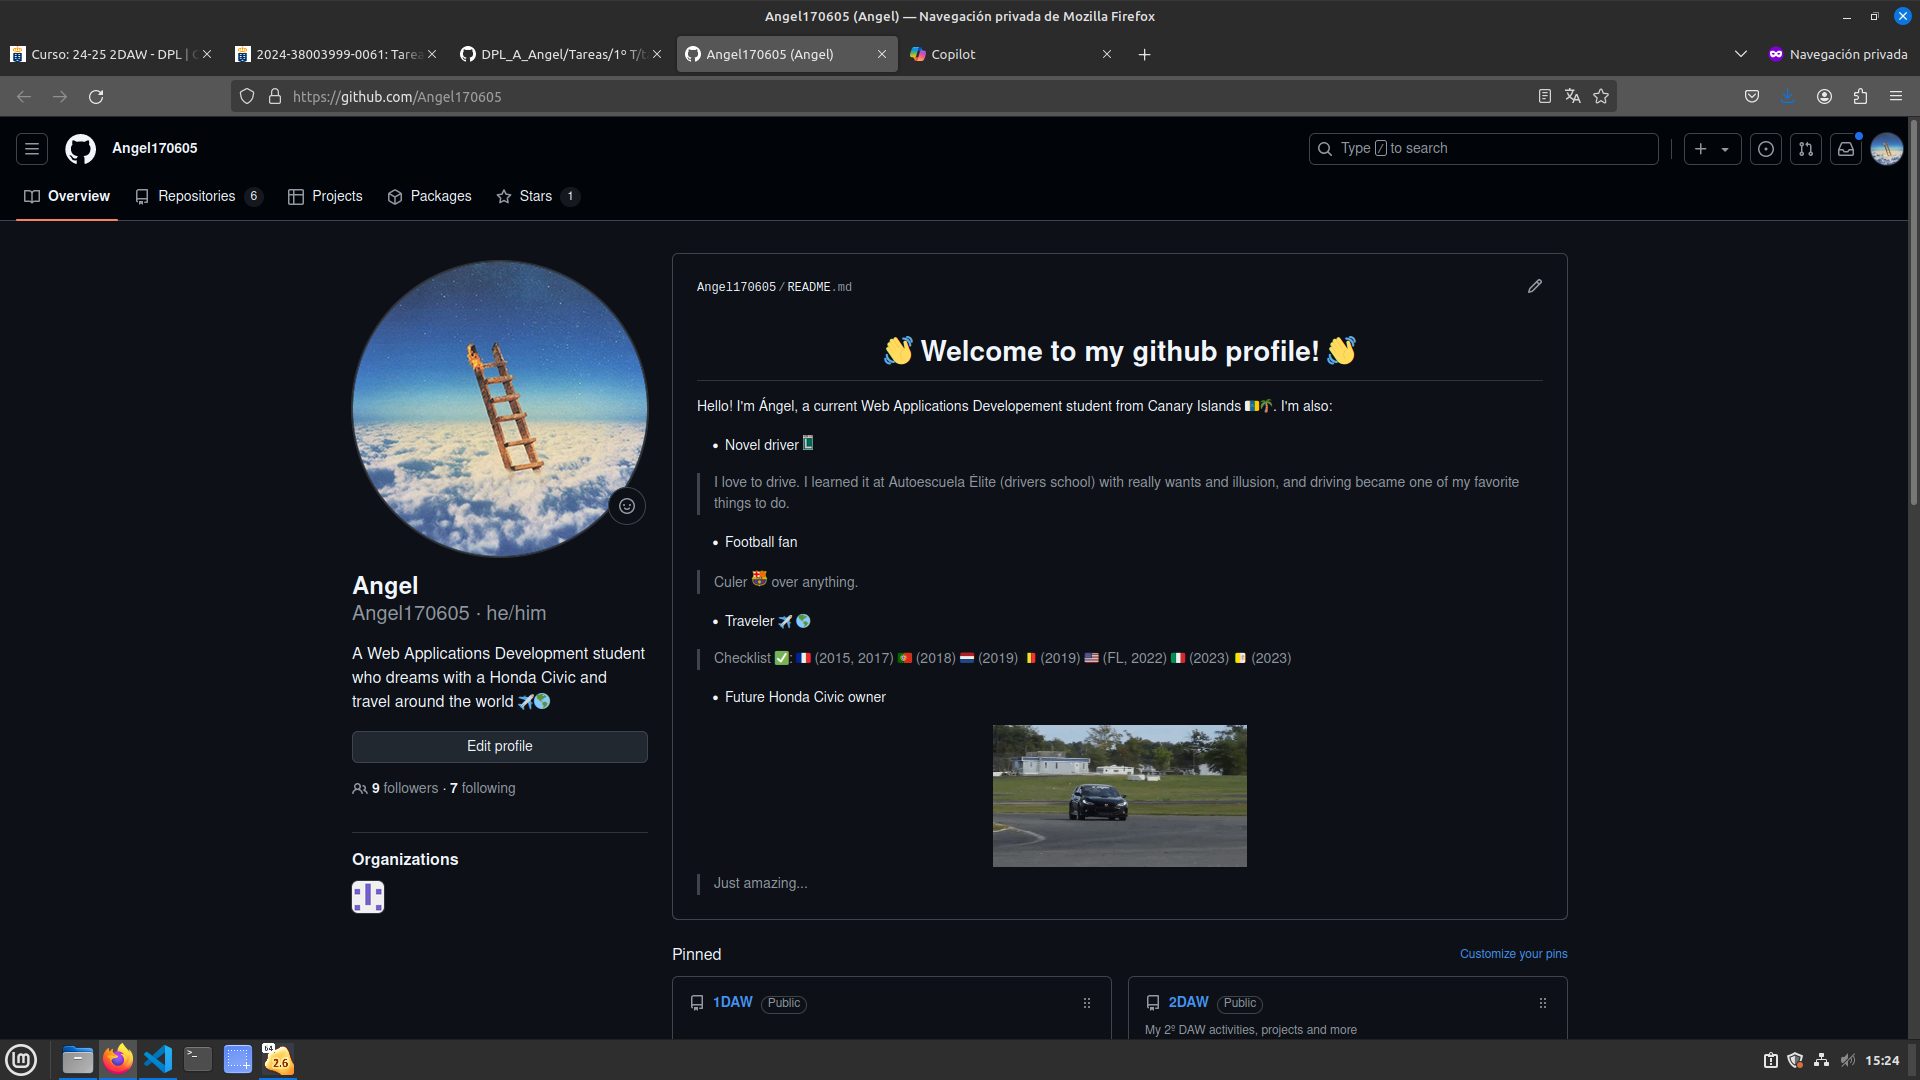 Angel170605 (Angel) — Navegación privada de Mozilla Firefox
Curso: 24-25 2DAW - DPL |
2024-38003999-0061: Tarea
DPL_A_Angel/Tareas/1º T/t
Angel170605 (Angel)
Copilot
Navegación privada
https://github.com/Angel170605
Angel170605
Type / to search
Overview
Repositories 6
Projects
Packages
Stars 1
Angel170605/README.md
👋 Welcome to my github profile! 👋
Hello! I'm Ángel, a current Web Applications Developement student from Canary Islands 🇮🇨🌴. I'm also:
• Novel driver
L
I love to drive. I learned it at Autoescuela Élite (drivers school) with really wants and illusion, and driving became one of my favorite
things to do.
• Football fan
Culer over anything.
• Traveler ✈️🌎
Checklist ✅: 🇫🇷 (2015, 2017) 🇵🇹 (2018) 🇳🇱 (2019) 🇧🇪 (2019) 🇺🇸 (FL, 2022) 🇮🇹 (2023) 🇻🇦 (2023)
• Future Honda Civic owner
Just amazing...
Angel
Angel170605 · he/him
A Web Applications Development student
who dreams with a Honda Civic and
travel around the world ✈️🌎
Edit profile
9 followers · 7 following
Organizations
Pinned
Customize your pins
1DAW Public
2DAW Public
My 2º DAW activities, projects and more
64
2.6
15:24